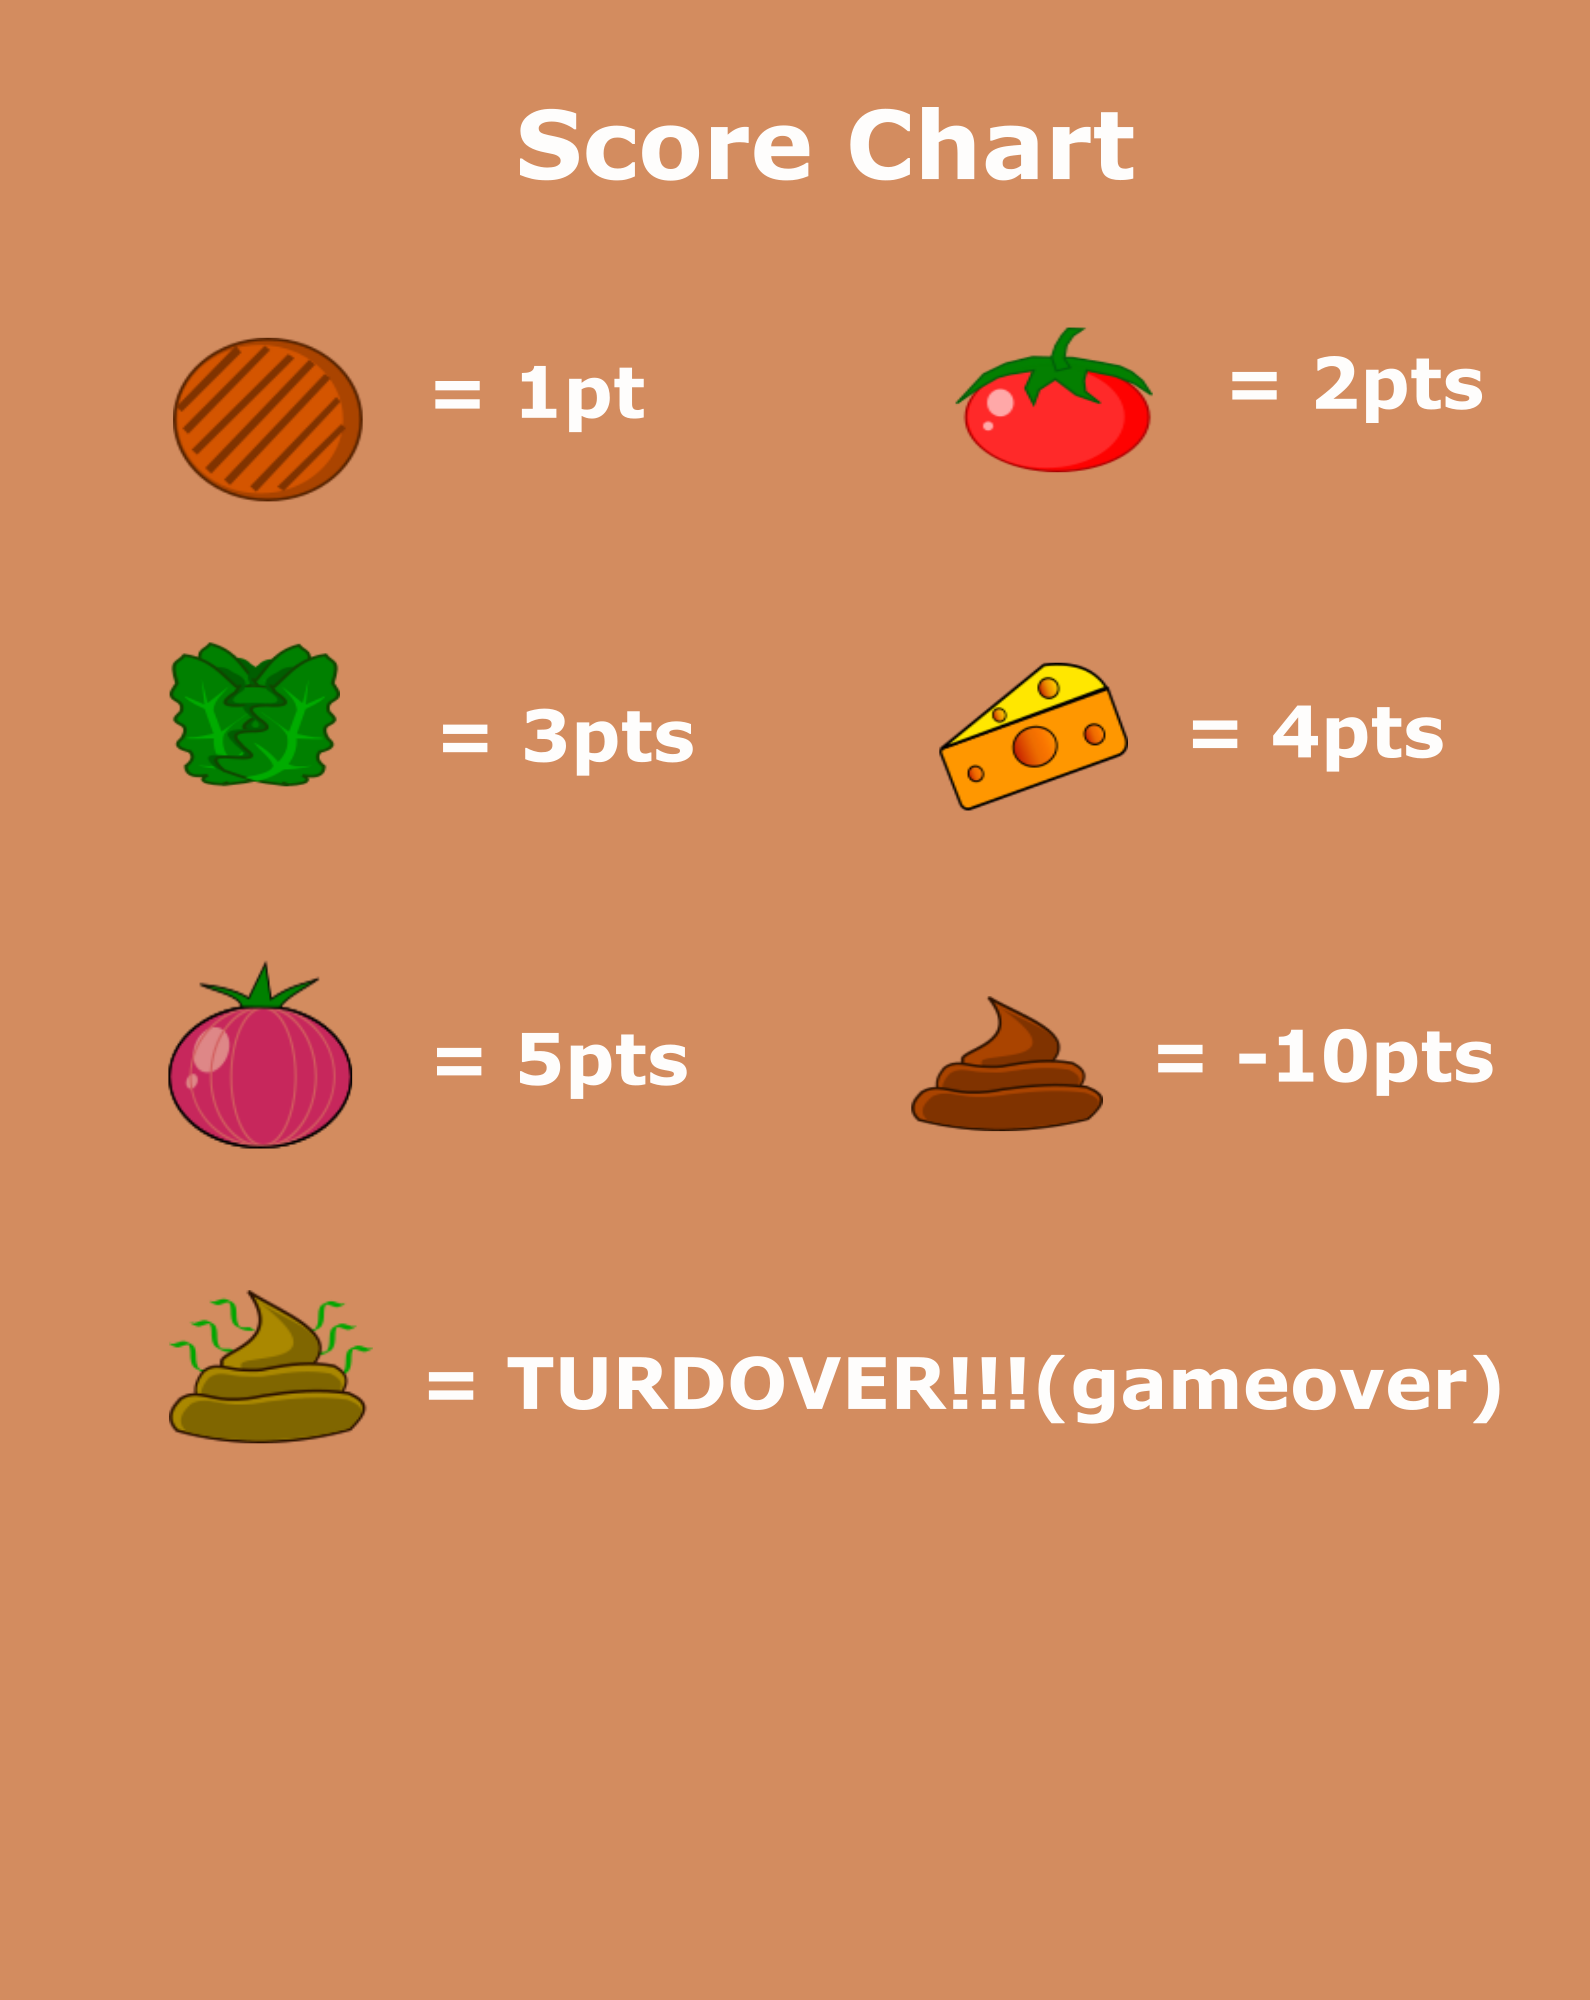 Score Chart
= 1pt
= 2pts
= 3pts
= 4pts
= 5pts
= -10pts
= TURDOVER!!!(gameover)